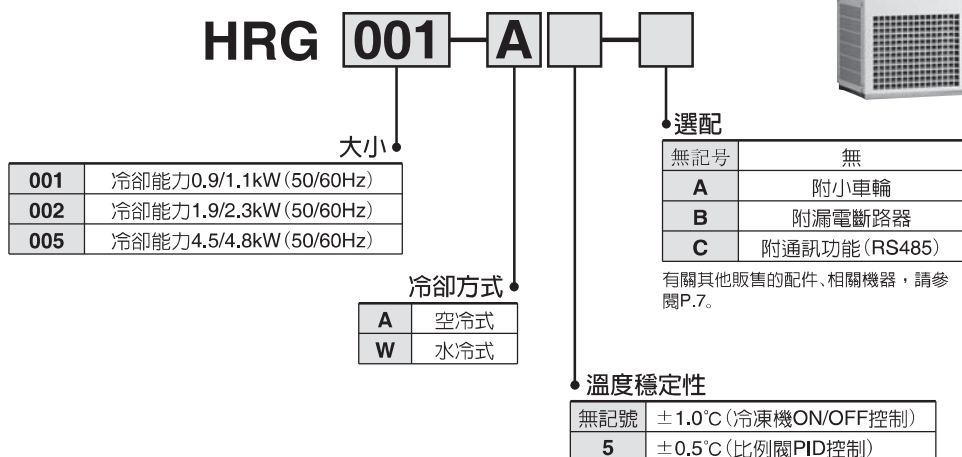 HRG 001-A□-□
大小
001 冷卻能力0.9/1.1kW(50/60Hz)
002 冷卻能力1.9/2.3kW(50/60Hz)
005 冷卻能力4.5/4.8kW(50/60Hz)
冷卻方式
A 空冷式
W 水冷式
溫度穩定性
無記號 ±1.0℃(冷凍機ON/OFF控制)
5 ±0.5℃(比例閥PID控制)
選配
無記号 無
A 附小車輪
B 附漏電斷路器
C 附通訊功能(RS485)
有關其他販售的配件、相關機器，請參
閱P.7。